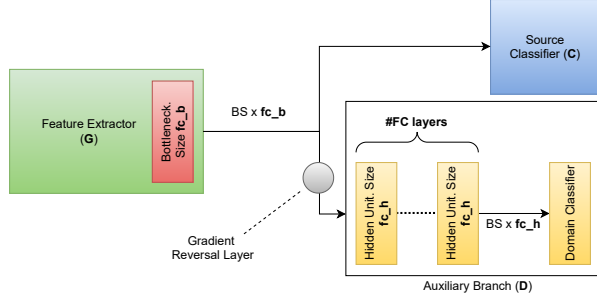 Source
Classifier (C)
Feature Extractor
(G)
Bottleneck.
Size fc_b
BS x fc_b
#FC layers
Hidden Unit. Size
fc_h
Hidden Unit. Size
fc_h
BS x fc_h
Domain Classifier
Gradient
Reversal Layer
Auxiliary Branch (D)